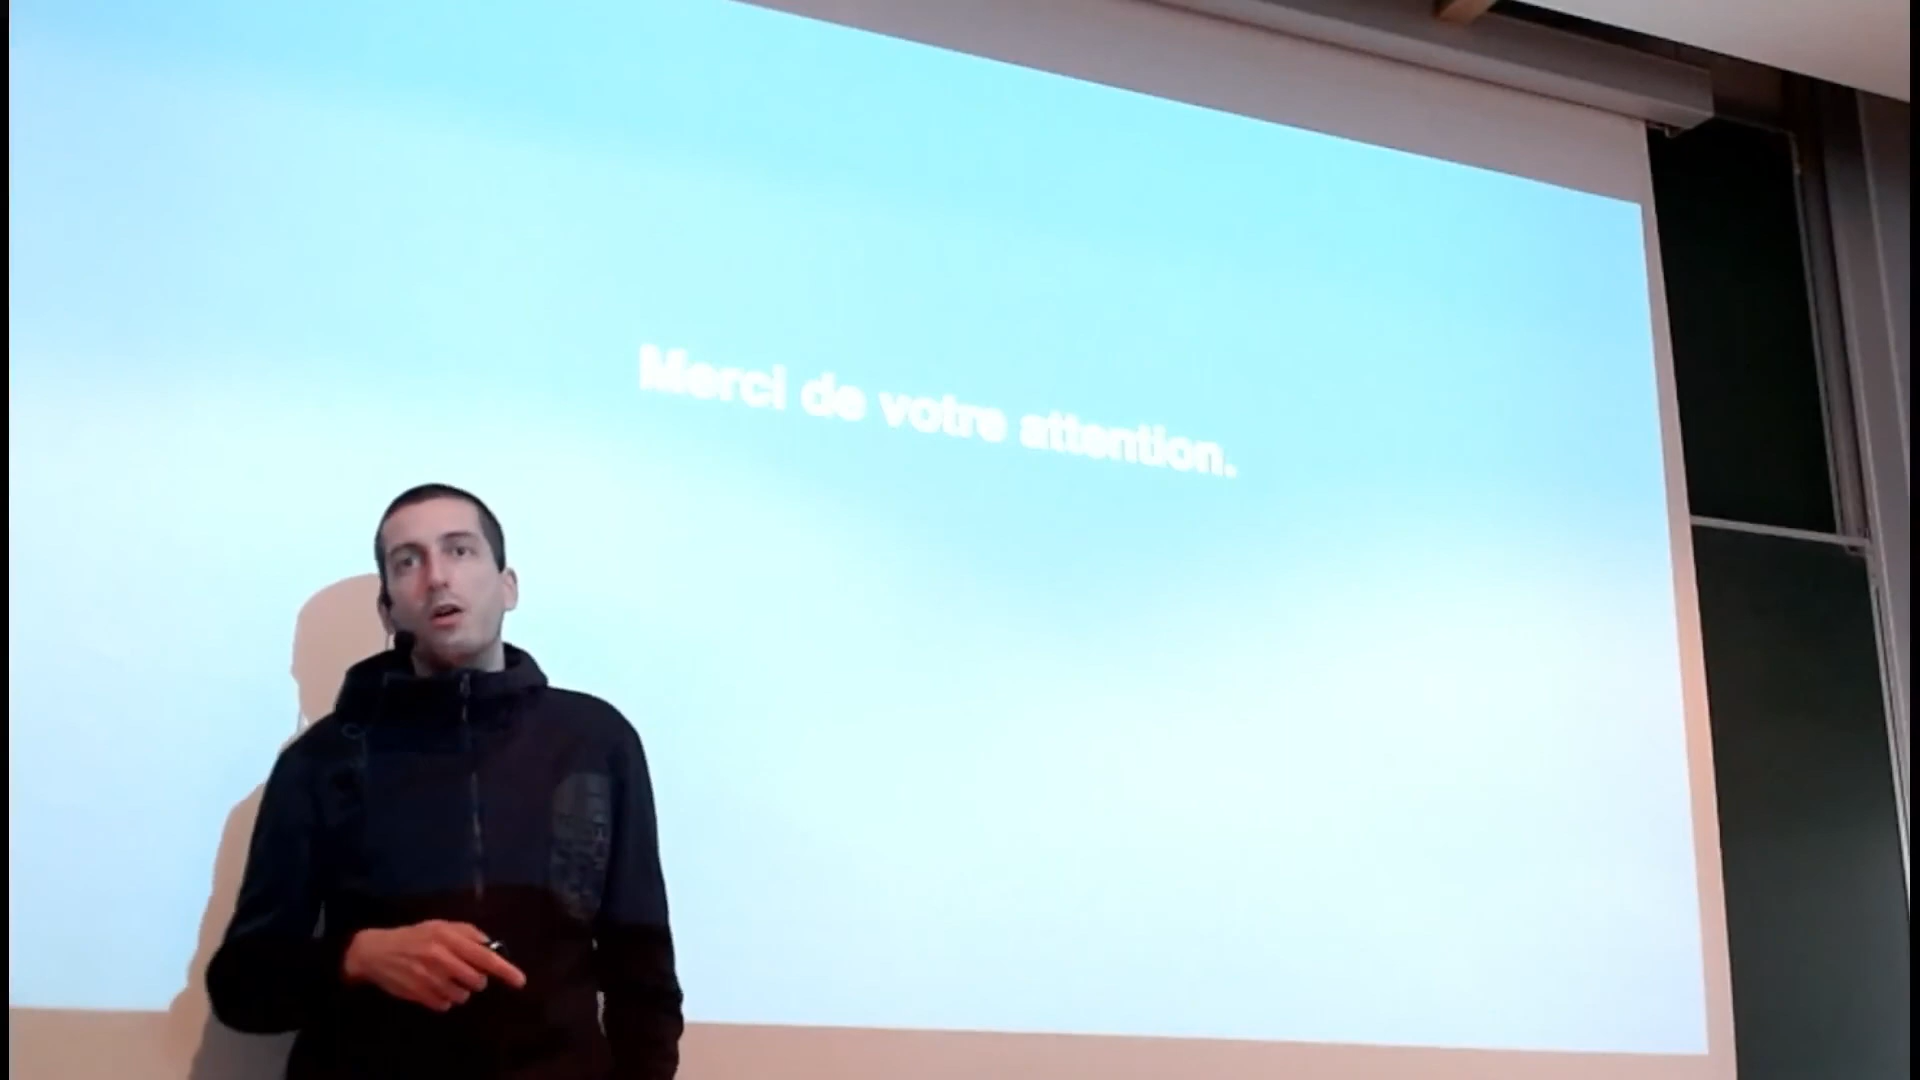 Merci de votre attention.